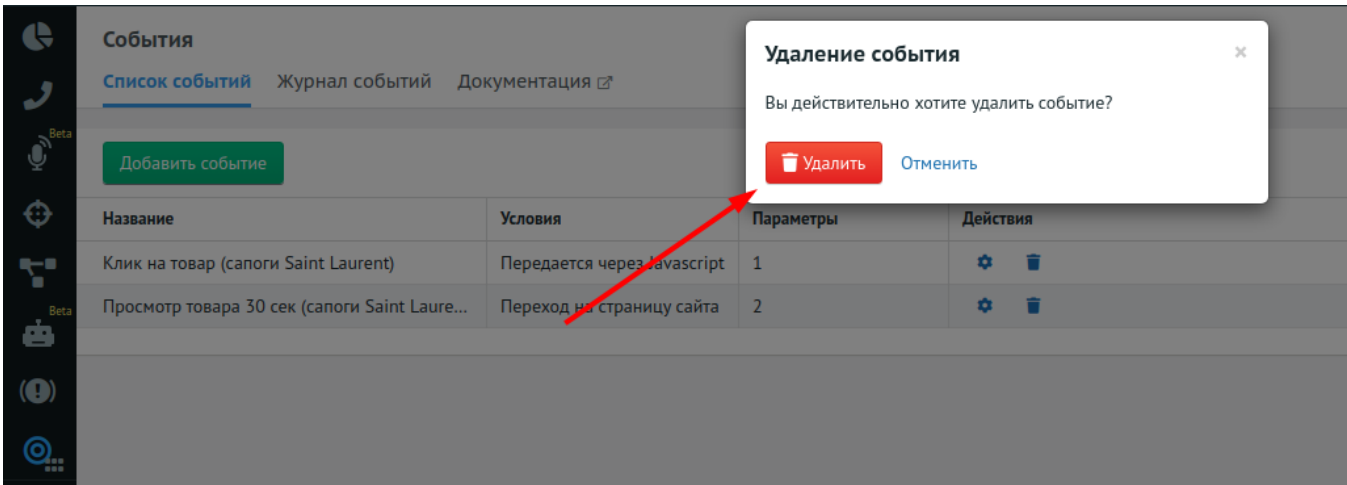 События
Список событий Журнал событий Документация
Удаление события ×
Вы действительно хотите удалить событие?
Удалить Отменить
Beta
Добавить событие
Название Условия Параметры Действия
Клик на товар (сапоги Saint Laurent) Передается через Javascript 1
Beta
Просмотр товара 30 сек (сапоги Saint Laure... Переход на страницу сайта 2